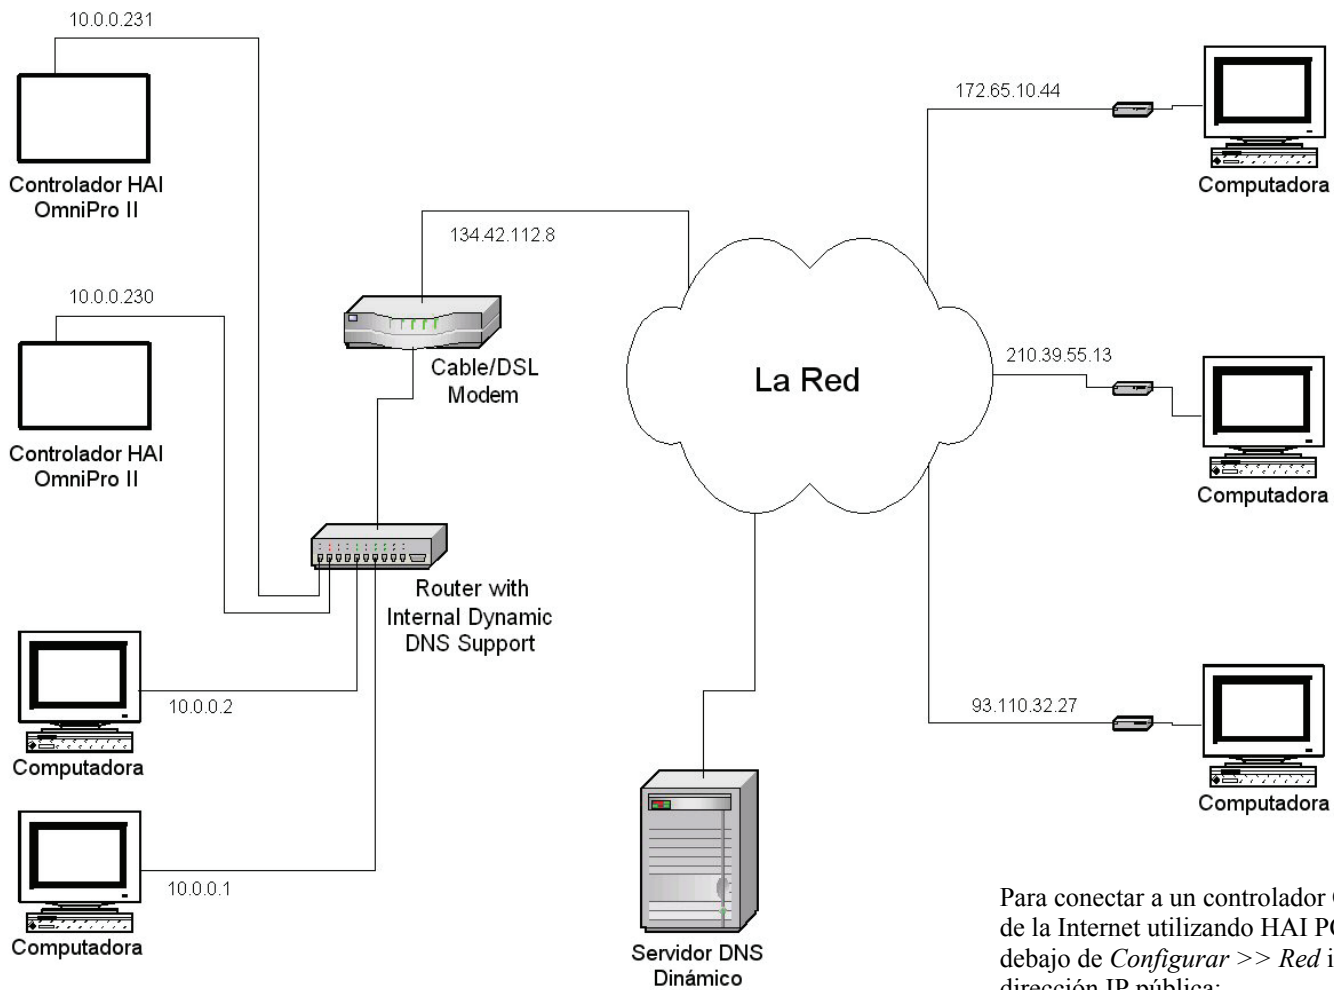 10.0.0.231
Controlador HAI
OmniPro II
10.0.0.230
Controlador HAI
OmniPro II
134.42.112.8
Cable/DSL
Modem
Router with
Internal Dynamic
DNS Support
10.0.0.2
Computadora
10.0.0.1
Computadora
La Red
Servidor DNS
Dinámico
172.65.10.44
Computadora
210.39.55.13
Computadora
93.110.32.27
Computadora
Para conectar a un controlador
de la Internet utilizando HAI
debajo de Configurar >> Red
dirección IP pública: